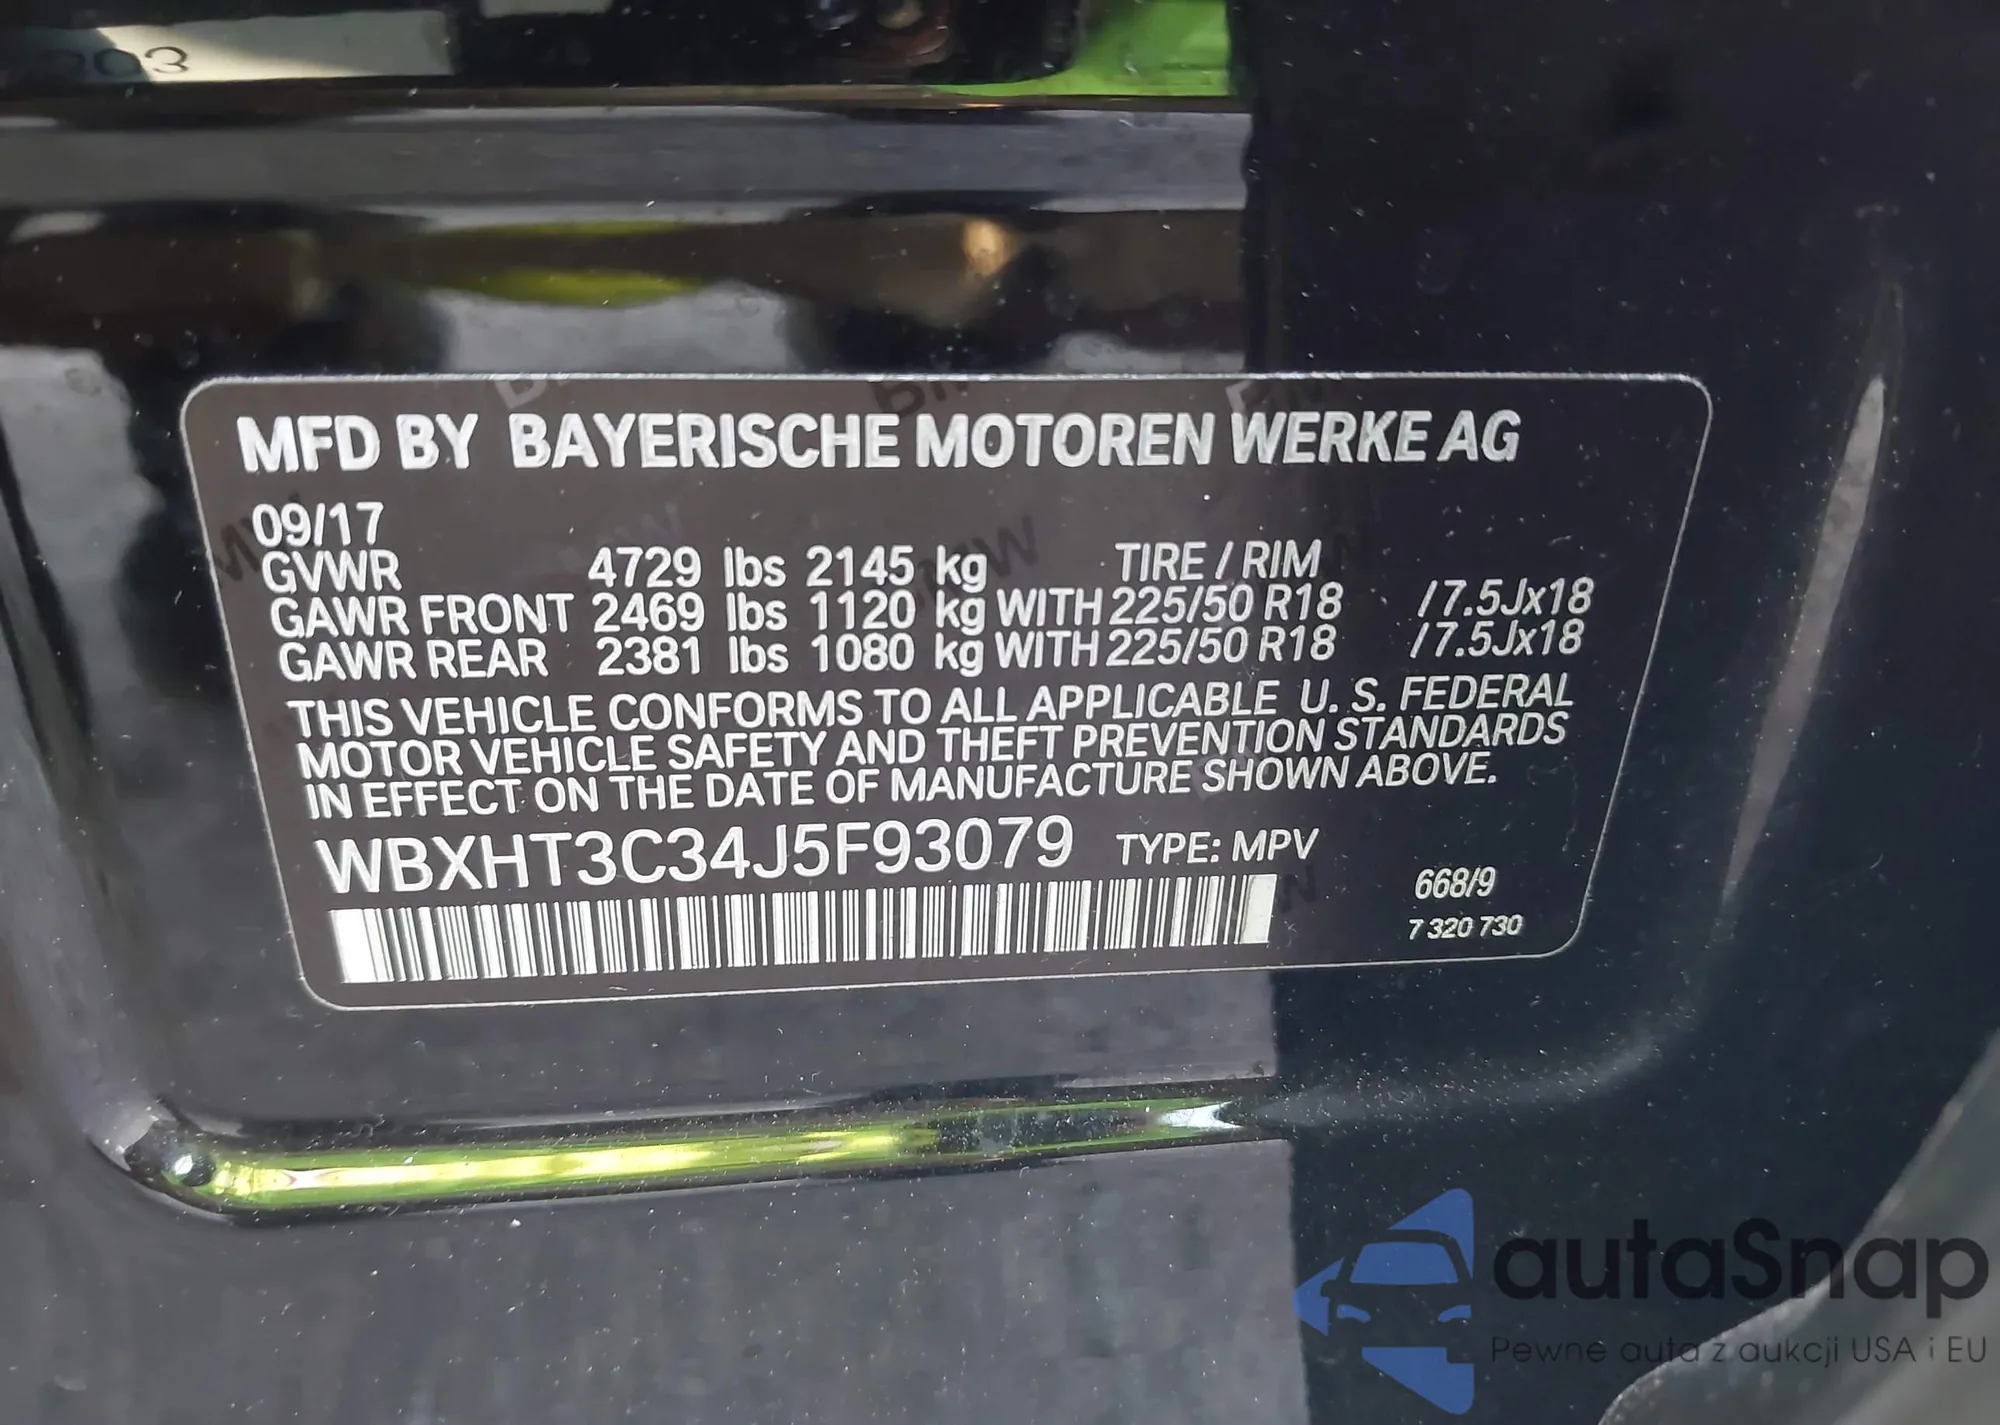 MFD BY BAYERISCHE MOTOREN WERKE AG
09/17
GVWR 4729 lbs 2145 kg TIRE / RIM
GAWR FRONT 2469 lbs 1120 kg WITH 225/50 R18 /7.5Jx18
GAWR REAR 2381 lbs 1080 kg WITH 225/50 R18 /7.5Jx18
THIS VEHICLE CONFORMS TO ALL APPLICABLE U. S. FEDERAL
MOTOR VEHICLE SAFETY AND THEFT PREVENTION STANDARDS
IN EFFECT ON THE DATE OF MANUFACTURE SHOWN ABOVE.
WBXHT3C34J5F93079 TYPE: MPV
668/9
7 320 730
autaSnap
Pewne auta z aukcji USA i EU